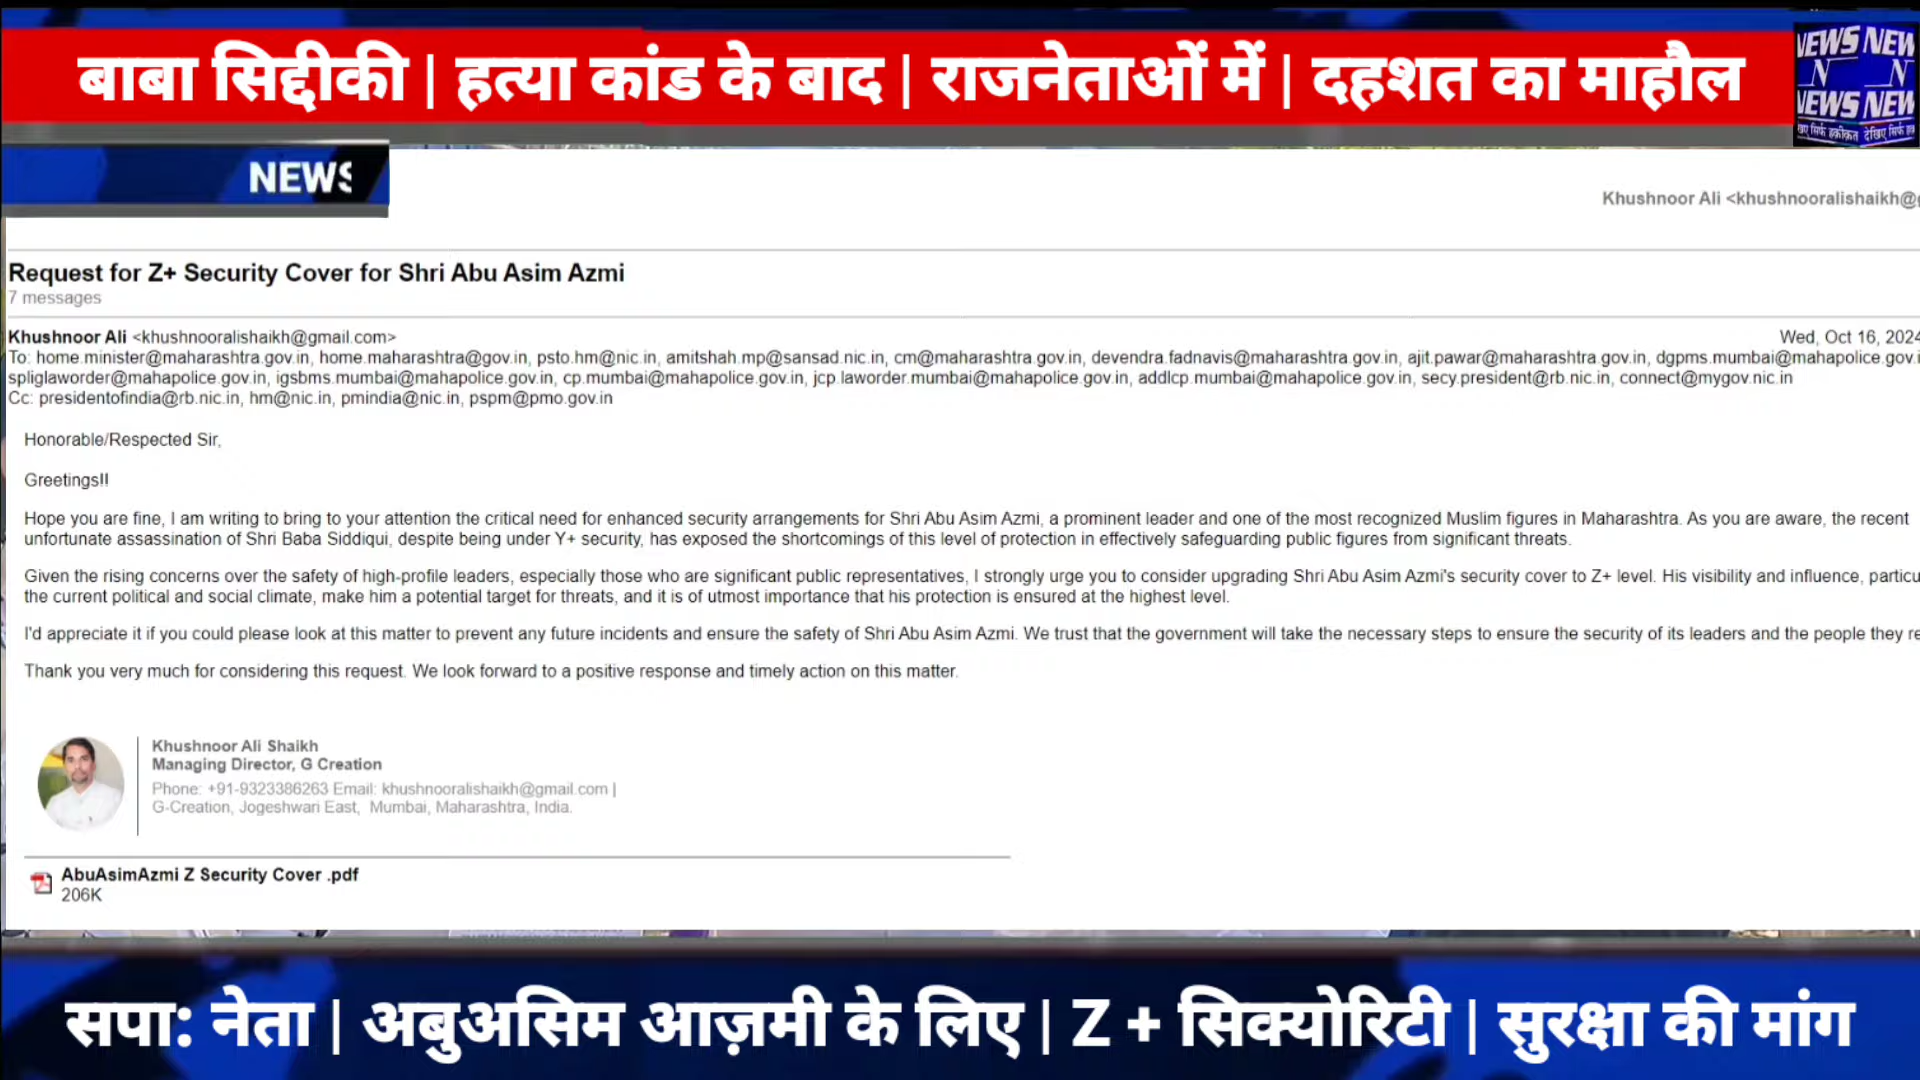 बाबा सिद्दीकी | हत्या कांड के बाद | राजनेताओं में | दहशत का माहौल
NEWS NEW
N N
NEWS NEW
NEWS
Khushnoor Ali <khushnooralishaikh@
Request for Z+ Security Cover for Shri Abu Asim Azmi
7 messages
Khushnoor Ali <khushnooralishaikh@gmail.com>
Wed, Oct 16, 2024
To: home.minister@maharashtra.gov.in, home.maharashtra@gov.in, psto.hm@nic.in, amitshah.mp@sansad.nic.in, cm@maharashtra.gov.in, devendra.fadnavis@maharashtra.gov.in, ajit.pawar@maharashtra.gov.in, dgpms.mumbai@mahapolice.gov.i
spliglaworder@mahapolice.gov.in, igsbms.mumbai@mahapolice.gov.in, cp.mumbai@mahapolice.gov.in, jcp.laworder.mumbai@mahapolice.gov.in, addlcp.mumbai@mahapolice.gov.in, secy.president@rb.nic.in, connect@mygov.nic.in
Cc: presidentofindia@rb.nic.in, hm@nic.in, pmindia@nic.in, pspm@pmo.gov.in
Honorable/Respected Sir,
Greetings!!
Hope you are fine, I am writing to bring to your attention the critical need for enhanced security arrangements for Shri Abu Asim Azmi, a prominent leader and one of the most recognized Muslim figures in Maharashtra. As you are aware, the recent
unfortunate assassination of Shri Baba Siddiqui, despite being under Y+ security, has exposed the shortcomings of this level of protection in effectively safeguarding public figures from significant threats.
Given the rising concerns over the safety of high-profile leaders, especially those who are significant public representatives, I strongly urge you to consider upgrading Shri Abu Asim Azmi's security cover to Z+ level. His visibility and influence, particu
the current political and social climate, make him a potential target for threats, and it is of utmost importance that his protection is ensured at the highest level.
I'd appreciate it if you could please look at this matter to prevent any future incidents and ensure the safety of Shri Abu Asim Azmi. We trust that the government will take the necessary steps to ensure the security of its leaders and the people they re
Thank you very much for considering this request. We look forward to a positive response and timely action on this matter.
Khushnoor Ali Shaikh
Managing Director, G Creation
Phone: +91-9323386263 Email: khushnooralishaikh@gmail.com |
G-Creation, Jogeshwari East, Mumbai, Maharashtra, India.
AbuAsimAzmi Z Security Cover .pdf
206K
सपा: नेता | अबुअसिम आज़मी के लिए | Z + सिक्योरिटी | सुरक्षा की मांग